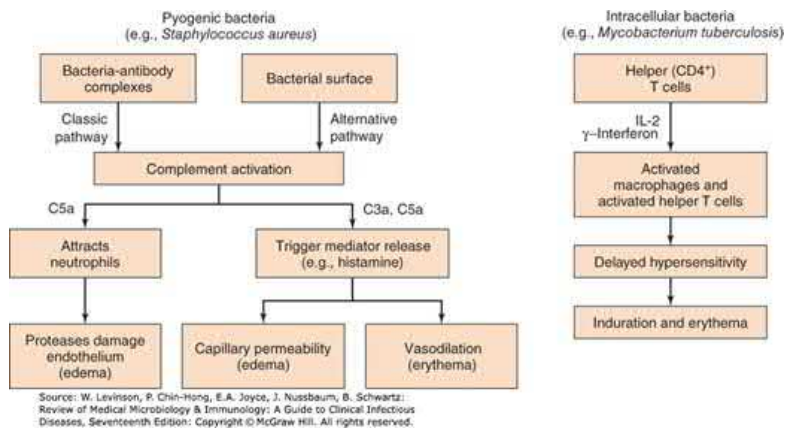 Pyogenic bacteria
(e.g., Staphylococcus aureus)
Bacteria-antibody
complexes
Bacterial surface
Classic
pathway
Alternative
pathway
Complement activation
C5a
C3a, C5a
Attracts
neutrophils
Trigger mediator release
(e.g., histamine)
Proteases damage
endothelium
(edema)
Capillary permeability
(edema)
Vasodilation
(erythema)
Intracellular bacteria
(e.g., Mycobacterium tuberculosis)
Helper (CD4⁺)
T cells
IL-2
γ–Interferon
Activated
macrophages and
activated helper T cells
Delayed hypersensitivity
Induration and erythema
Source: W. Levinson, P. Chin-Hong, E.A. Joyce, J. Nussbaum, B. Schwartz:
Review of Medical Microbiology & Immunology: A Guide to Clinical Infectious
Diseases, Seventeenth Edition: Copyright © McGraw Hill. All rights reserved.